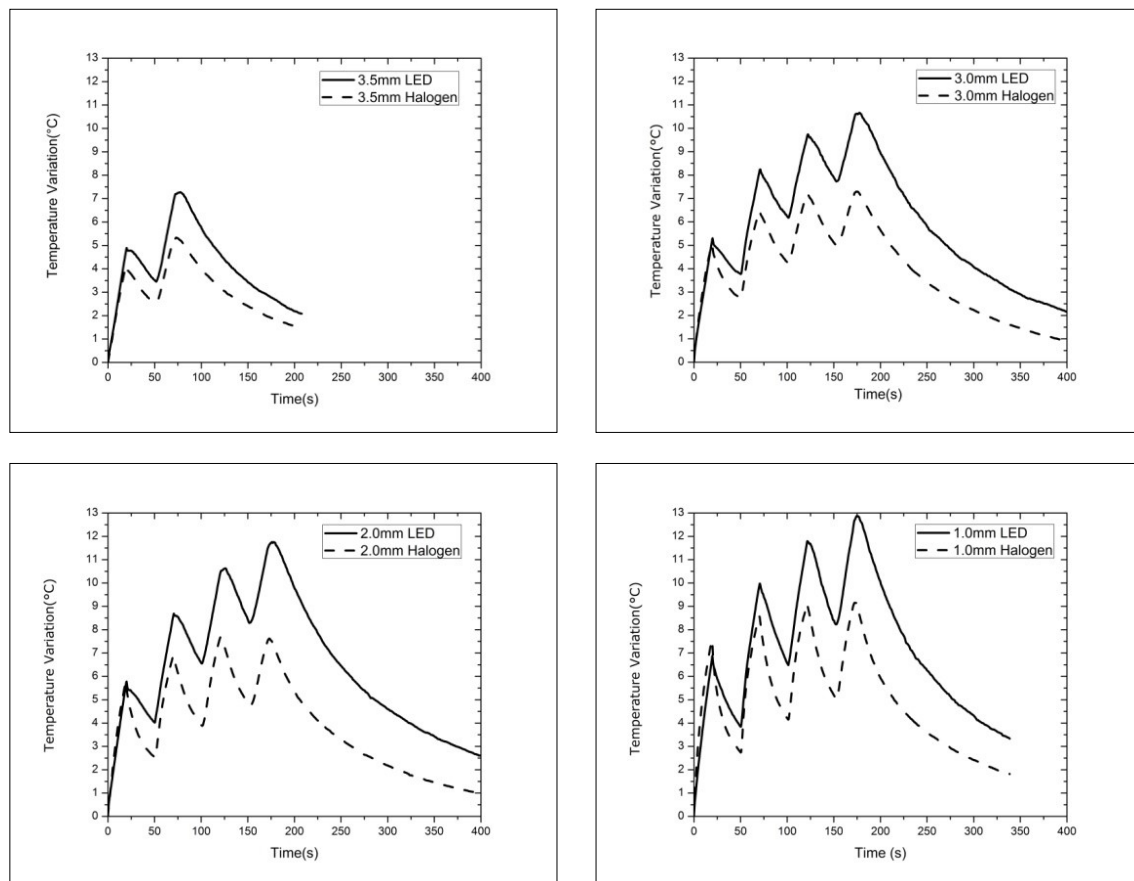 13
12
11
10
9
8
7
6
5
4
3
2
1
0
Temperature Variation(°C)
3.5mm LED
3.5mm Halogen
0 50 100 150 200 250 300 350 400
Time(s)
13
12
11
10
9
8
7
6
5
4
3
2
1
0
Temperature Variation(°C)
3.0mm LED
3.0mm Halogen
0 50 100 150 200 250 300 350 400
Time(s)
13
12
11
10
9
8
7
6
5
4
3
2
1
0
Temperature Variation(°C)
2.0mm LED
2.0mm Halogen
0 50 100 150 200 250 300 350 400
Time(s)
13
12
11
10
9
8
7
6
5
4
3
2
1
0
Temperature Variation(°C)
1.0mm LED
1.0mm Halogen
0 50 100 150 200 250 300 350 400
Time (s)